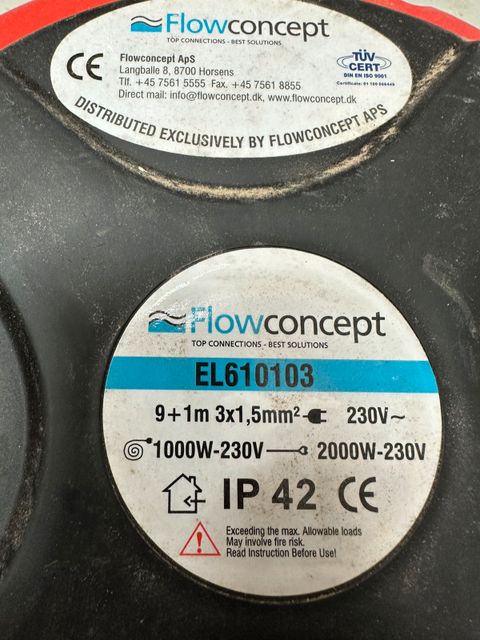 Flowconcept
TOP CONNECTIONS - BEST SOLUTIONS
CE
Flowconcept ApS
Langballe 8, 8700 Horsens
Tlf. +45 7561 5555 Fax. +45 7561 8855
Direct mail: info@flowconcept.dk, www.flowconcept.dk
TÜV
CERT
DIN EN ISO 9001
DISTRIBUTED EXCLUSIVELY BY FLOWCONCEPT APS
Flowconcept
TOP CONNECTIONS - BEST SOLUTIONS
EL610103
9+1m 3x1,5mm² 230V~
1000W-230V 2000W-230V
IP 42 CE
Exceeding the max. Allowable loads
May involve fire risk.
Read Instruction Before Use!